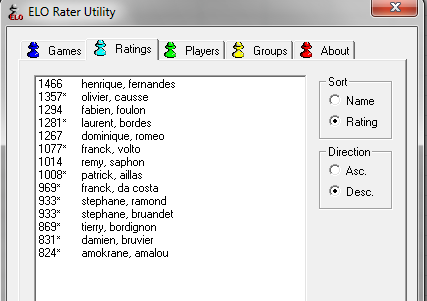 ELO Rater Utility
Games Ratings Players Groups About
1466 henrique, fernandes
1357* olivier, causse
1294 fabien, foulon
1281* laurent, bordes
1267 dominique, romeo
1077* franck, volto
1014 remy, saphon
1008* patrick, aillas
969* franck, da costa
933* stephane, ramond
933* stephane, bruandet
869* tierry, bordignon
831* damien, bruvier
824* amokrane, amalou
Sort
Name
Rating
Direction
Asc.
Desc.